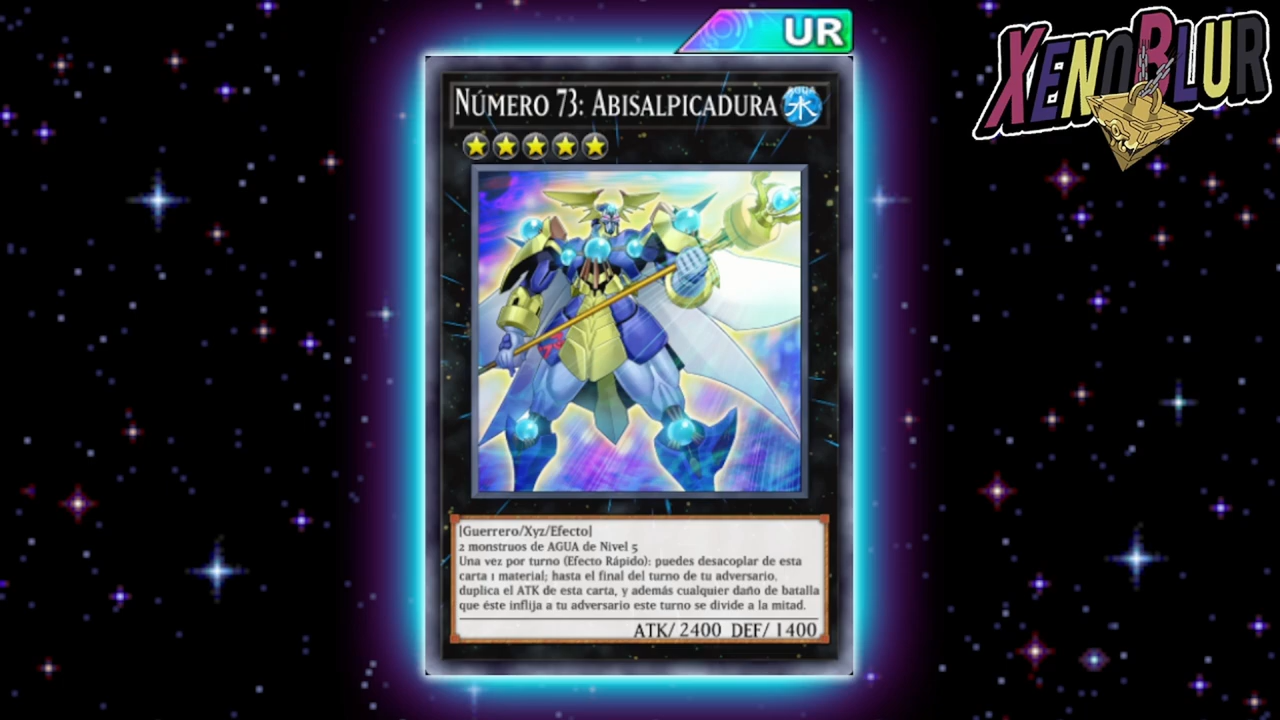 UR
XENOBLUR
NÚMERO 73: ABISALPICADURA
AGUA
水
73
[Guerrero/Xyz/Efecto]
2 monstruos de AGUA de Nivel 5
Una vez por turno (Efecto Rápido): puedes desacoplar de esta
carta 1 material; hasta el final del turno de tu adversario,
duplica el ATK de esta carta, y además cualquier daño de batalla
que éste inflija a tu adversario este turno se divide a la mitad.
ATK/ 2400 DEF/ 1400